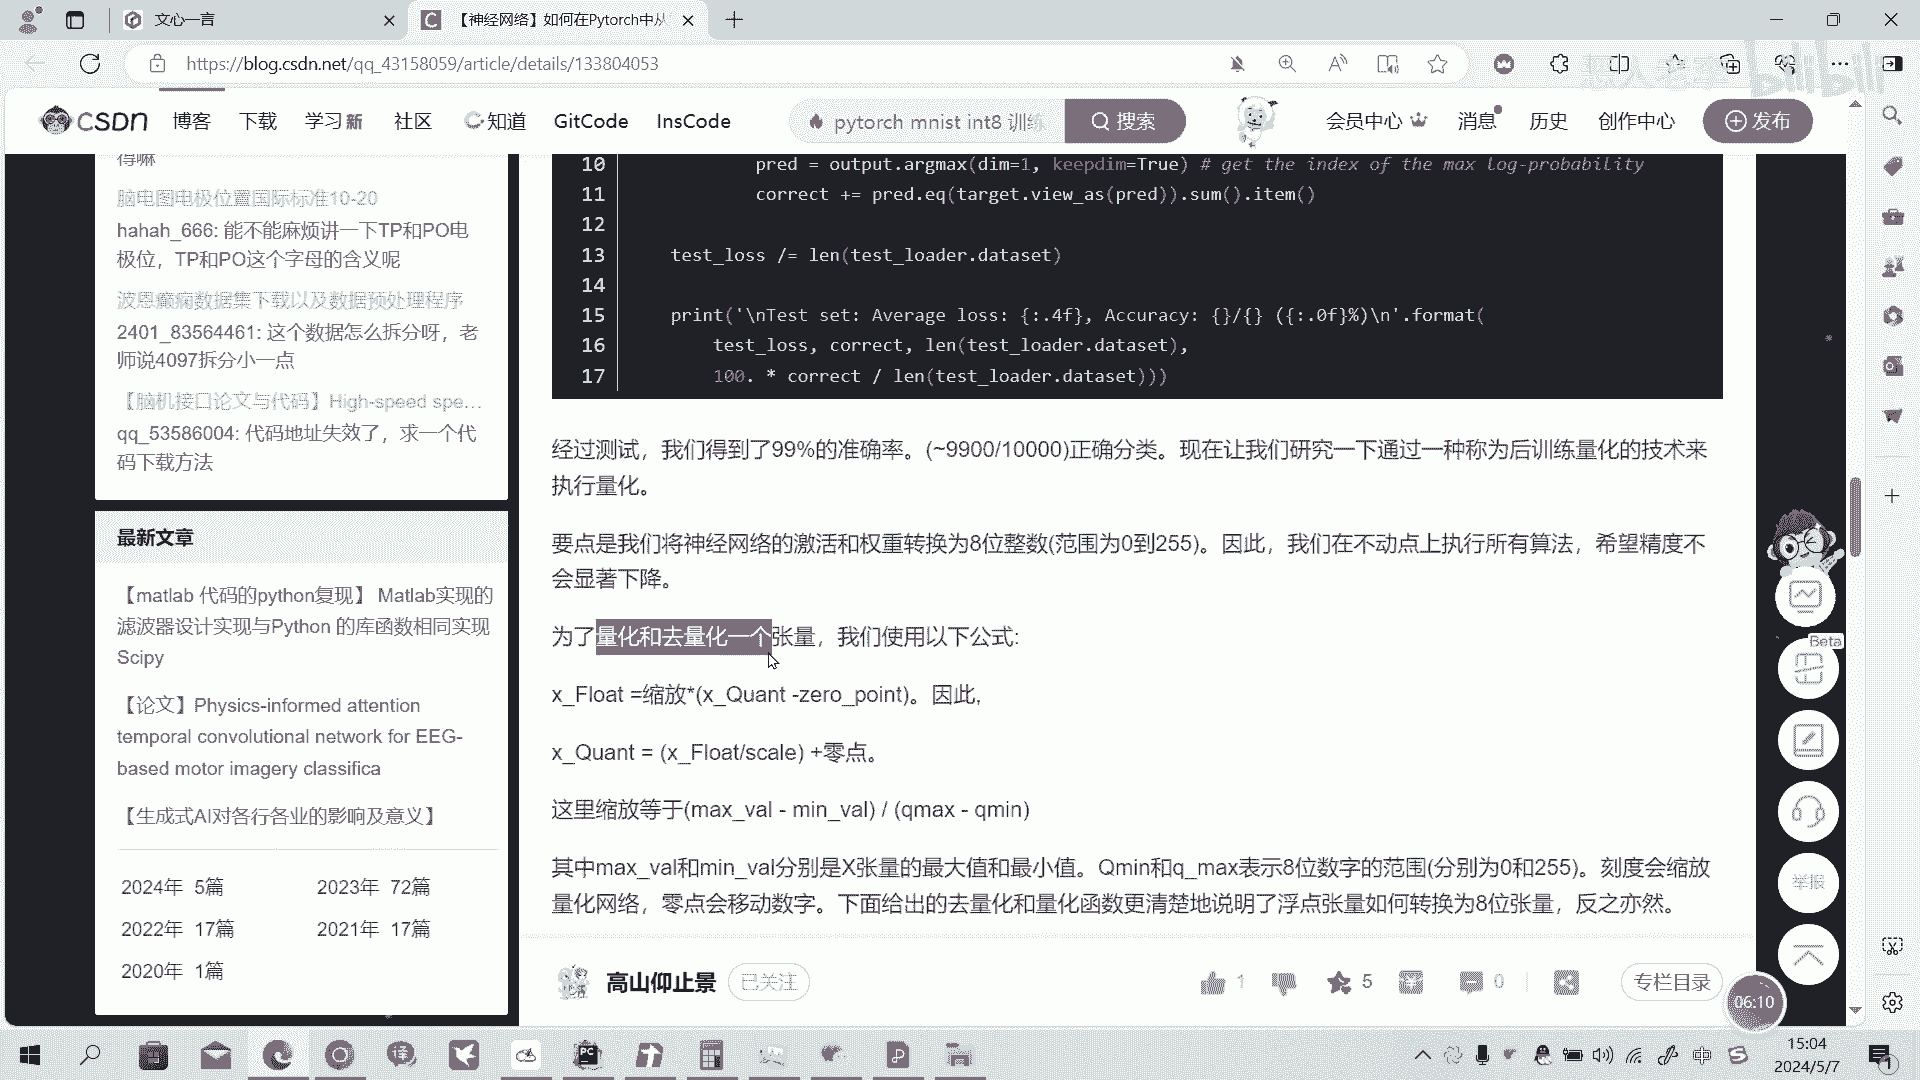 文心一言
【神经网络】如何在Pytorch中从
https://blog.csdn.net/qq_43158059/article/details/133804053
bilibili
CSDN 博客 下载 学习新 社区 C知道 GitCode InsCode pytorch mnist int8 训练 搜索 会员中心 消息 历史 创作中心 发布
得嘛
脑电图电极位置国际标准10-20
hahah_666: 能不能麻烦讲一下TP和PO电
极位，TP和PO这个字母的含义呢
波恩癫痫数据集下载以及数据预处理程序
2401_83564461: 这个数据怎么拆分呀，老
师说4097拆分小一点
【脑机接口论文与代码】High-speed spe…
qq_53586004: 代码地址失效了，求一个代
码下载方法
最新文章
【matlab 代码的python复现】 Matlab实现的
滤波器设计实现与Python 的库函数相同实现
Scipy
【论文】Physics-informed attention
temporal convolutional network for EEG-
based motor imagery classifica
【生成式AI对各行各业的影响及意义】
2024年 5篇 2023年 72篇
2022年 17篇 2021年 17篇
2020年 1篇
10 pred = output.argmax(dim=1, keepdim=True) # get the index of the max log-probability
11 correct += pred.eq(target.view_as(pred)).sum().item()
12
13 test_loss /= len(test_loader.dataset)
14
15 print('\nTest set: Average loss: {:.4f}, Accuracy: {}/{} ({:.0f}%)\n'.format(
16 test_loss, correct, len(test_loader.dataset),
17 100. * correct / len(test_loader.dataset)))
经过测试，我们得到了99%的准确率。(~9900/10000)正确分类。现在让我们研究一下通过一种称为后训练量化的技术来
执行量化。
要点是我们将神经网络的激活和权重转换为8位整数(范围为0到255)。因此，我们在不动点上执行所有算法，希望精度不
会显著下降。
为了量化和去量化一个张量，我们使用以下公式:
x_Float =缩放*(x_Quant -zero_point)。因此,
x_Quant = (x_Float/scale) +零点。
这里缩放等于(max_val - min_val) / (qmax - qmin)
其中max_val和min_val分别是X张量的最大值和最小值。Qmin和q_max表示8位数字的范围(分别为0和255)。刻度会缩放
量化网络，零点会移动数字。下面给出的去量化和量化函数更清楚地说明了浮点张量如何转换为8位张量，反之亦然。
高山仰止景 已关注 1 5 0 专栏目录
Beta
举报
06:10
中
15:04
2024/5/7
1